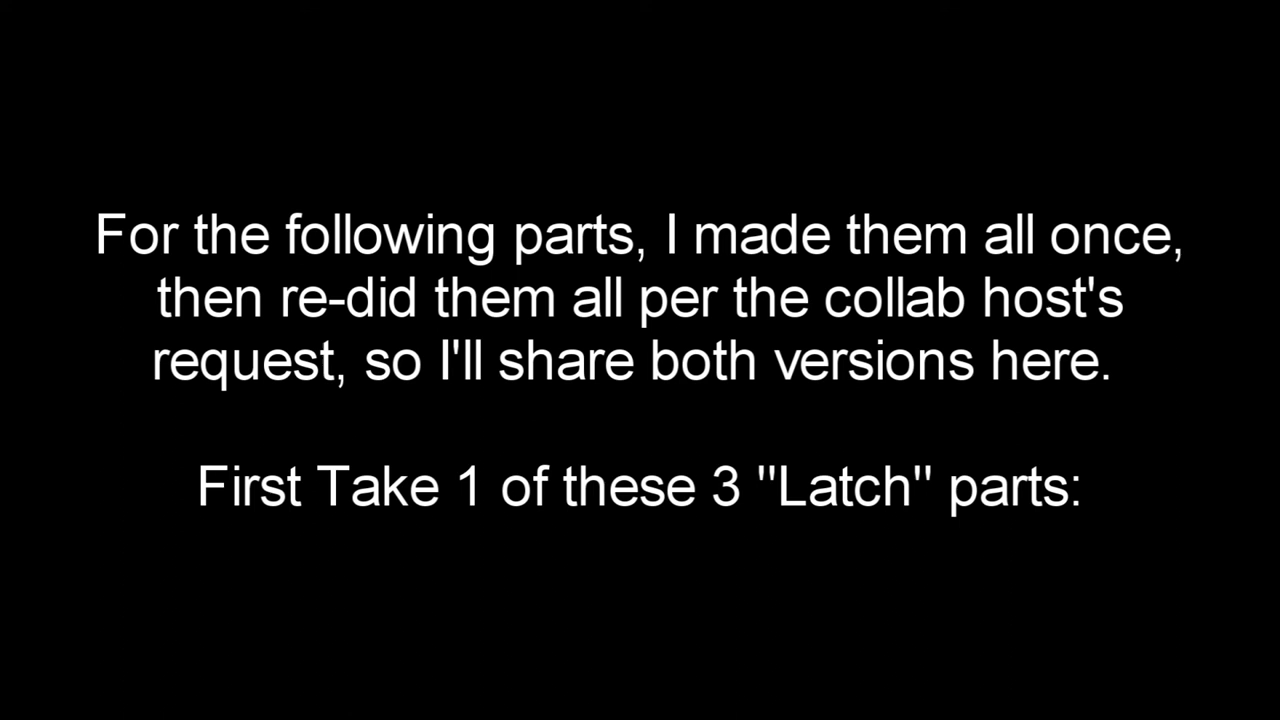 For the following parts, I made them all once,
then re-did them all per the collab host's
request, so I'll share both versions here.
First Take 1 of these 3 "Latch" parts: